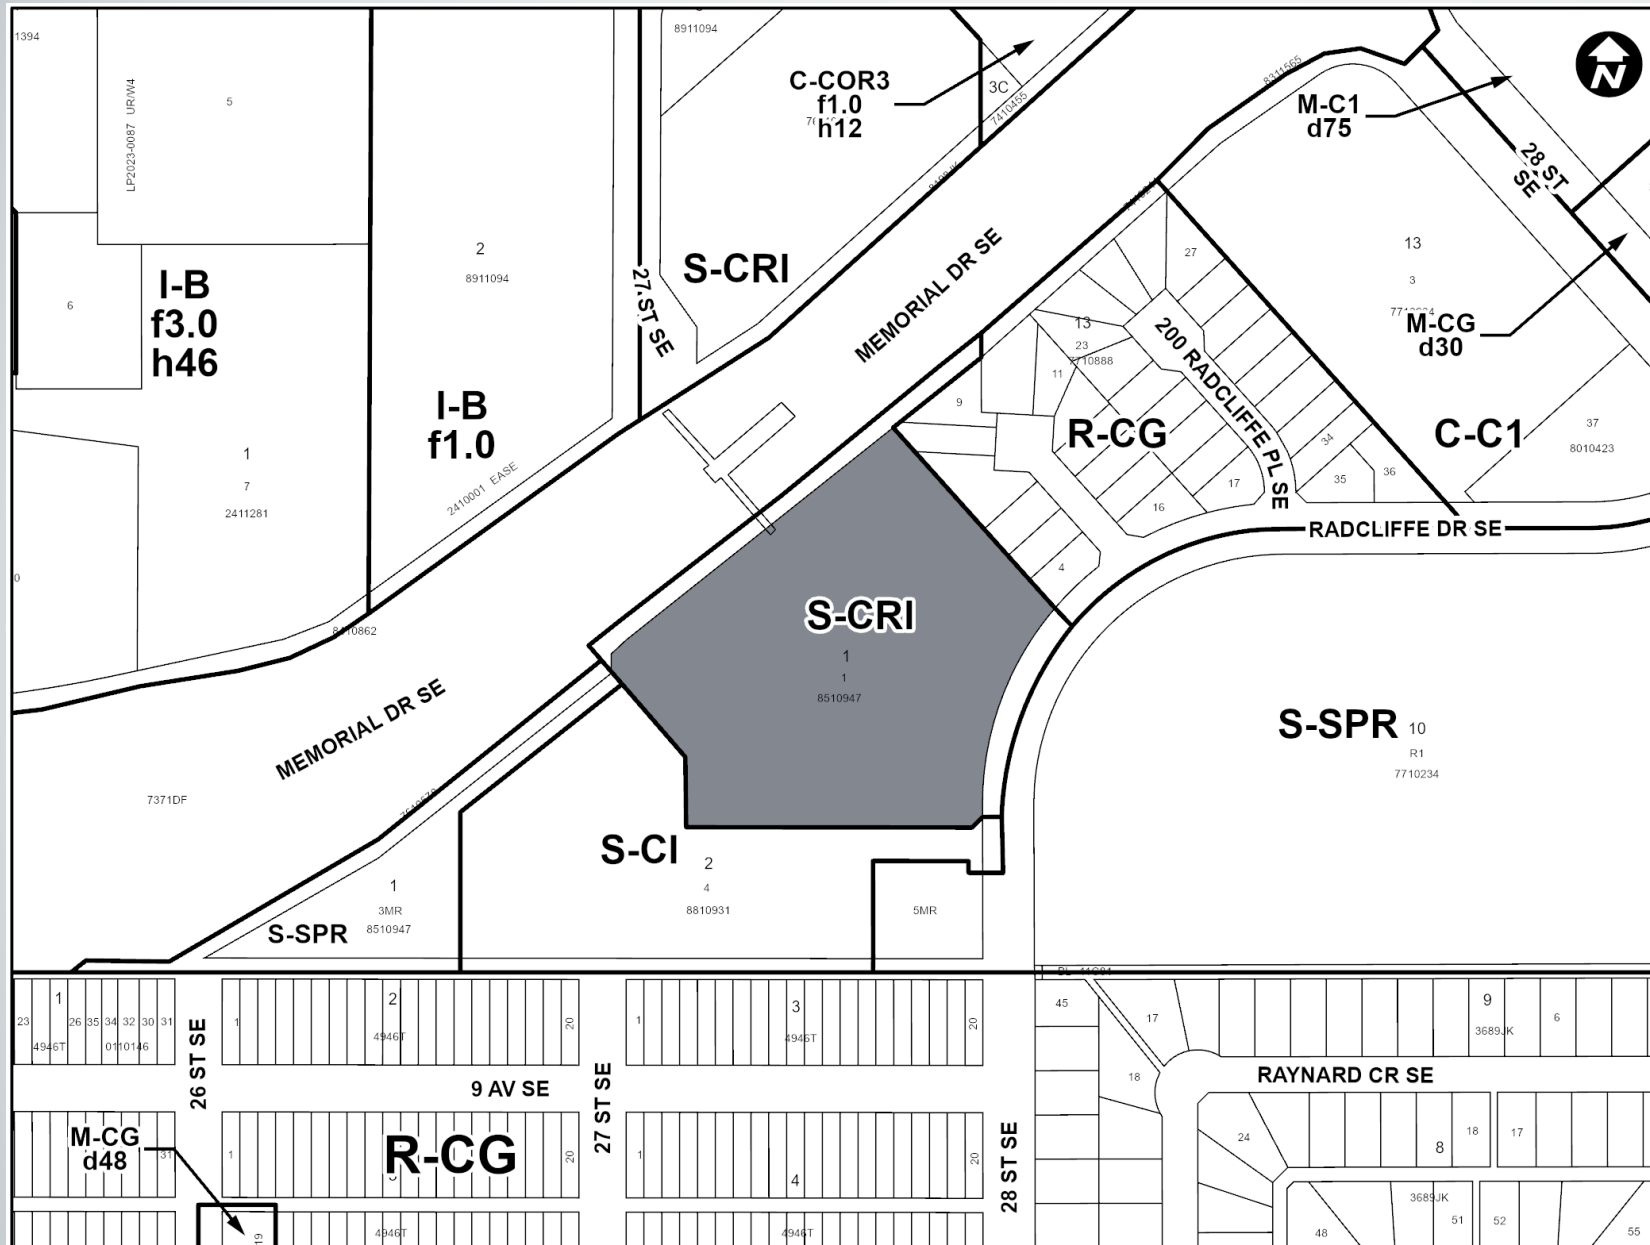 1394
8911094
N
5
LP2023-0087 UR/W4
C-COR3
f1.0
h12
3C
7410455
8311565
M-C1
d75
28 ST
SE
2
8911094
6
I-B
f3.0
h46
27 ST SE
S-CRI
MEMORIAL DR SE
27
13
3
M-CG
d30
13
23
7710888
200 RADCLIFFE PL SE
11
9
R-CG
I-B
f1.0
C-C1
37
8010423
34
35
36
17
16
1
7
2411281
2410001 EASE
RADCLIFFE DR SE
4
0
8410862
S-CRI
1
1
8510947
MEMORIAL DR SE
S-SPR
10
R1
7710234
7371DF
S-CI
2
4
8810931
5MR
1
3MR
8510947
S-SPR
1
23 26 35 34 32 30 31
4946T 0110146
26 ST SE
1
2
4946T
20
1
3
4946T
20
45
17
9
3689JK
6
18
RAYNARD CR SE
9 AV SE
27 ST SE
28 ST SE
M-CG
d48
31
1
R-CG
20
1
4
20
24
8
18
17
3689JK
19
4946T
4946T
48
51
52
55